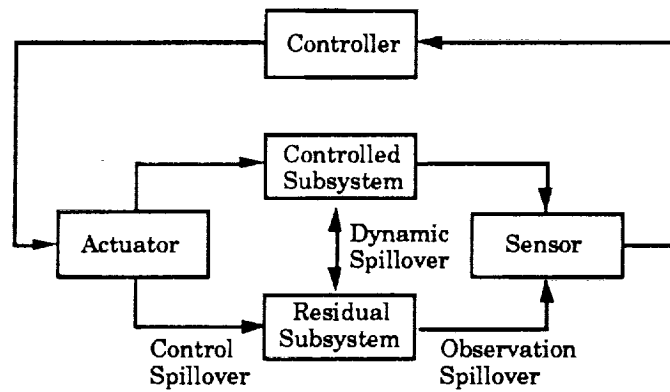 Controller
Controlled
Subsystem
Actuator
Dynamic
Spillover
Sensor
Residual
Subsystem
Control
Spillover
Observation
Spillover